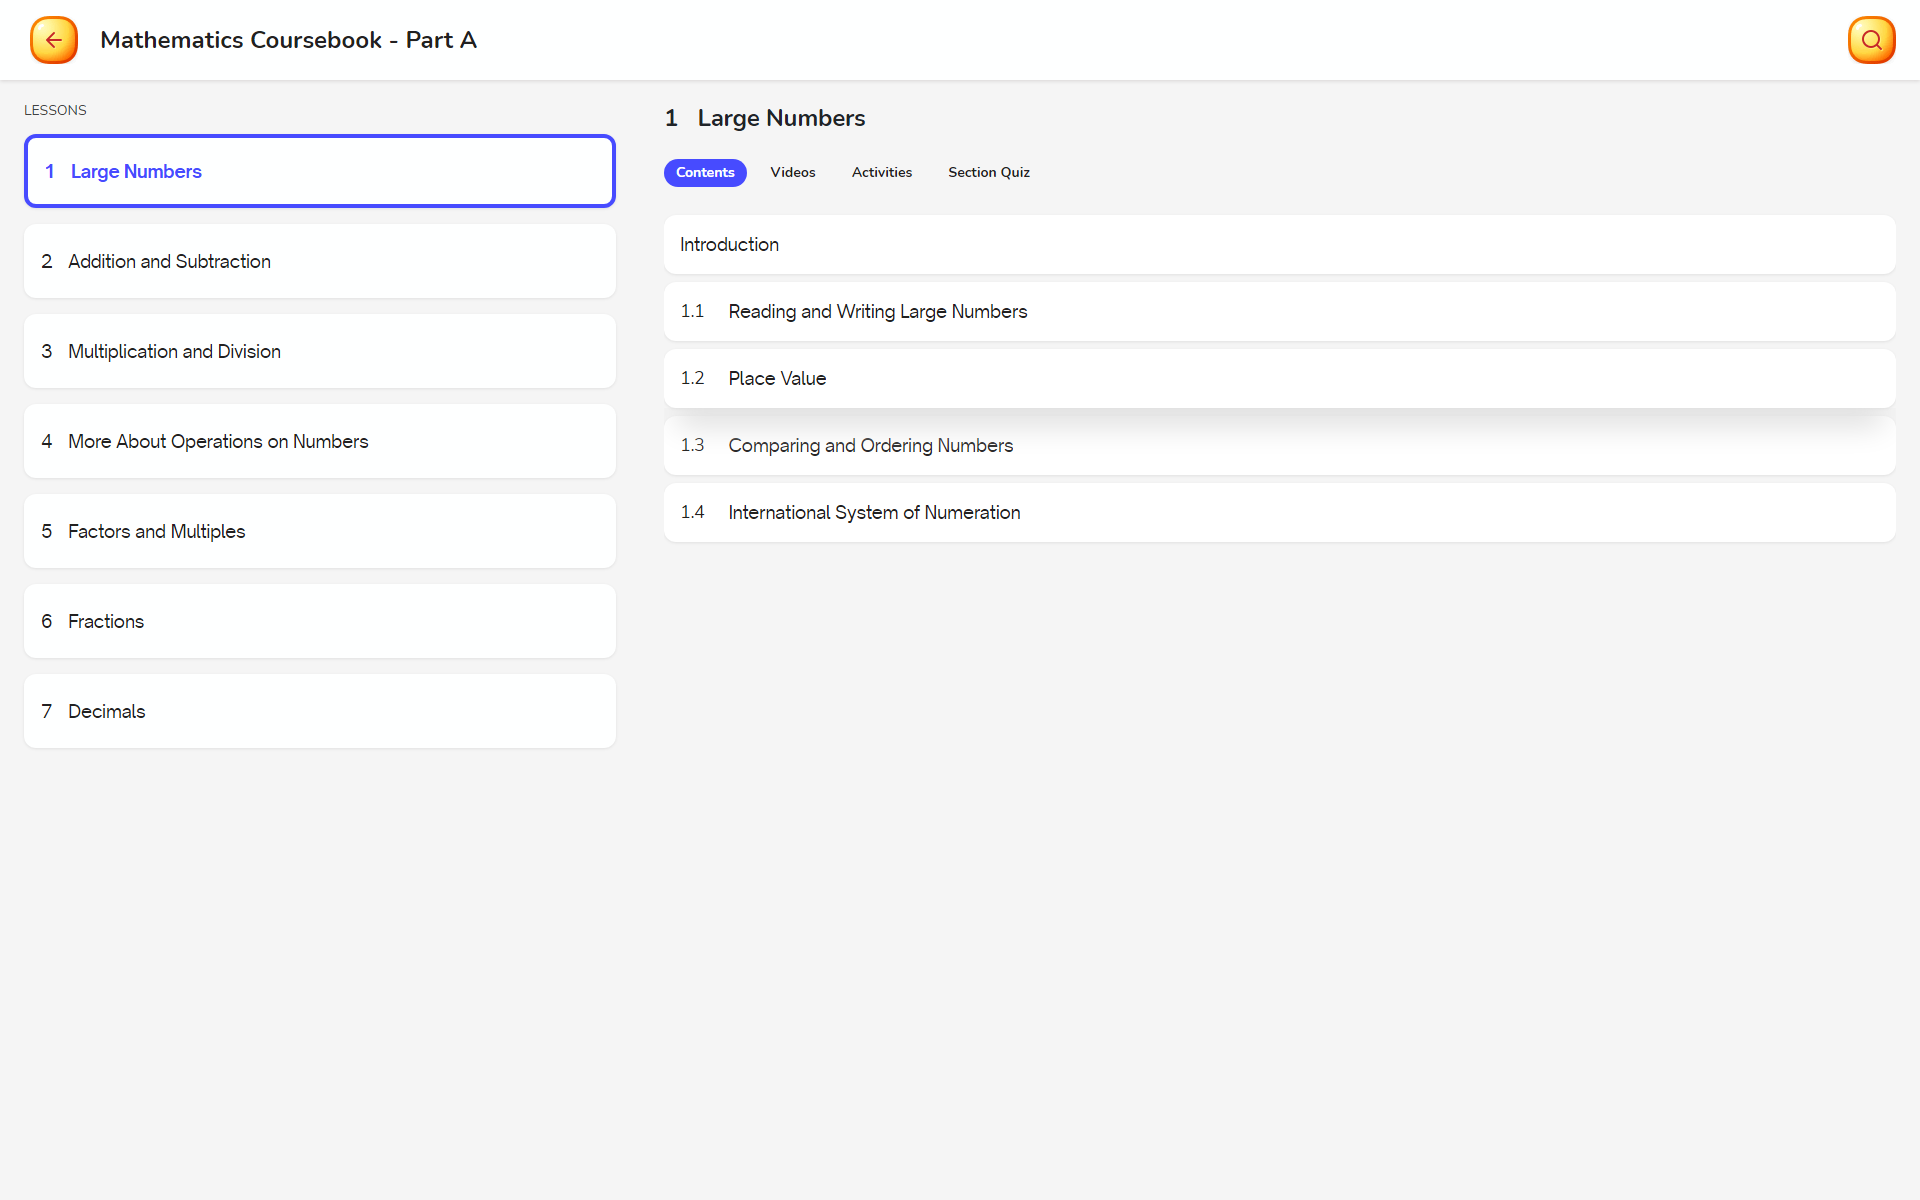 Mathematics Coursebook - Part A
LESSONS
1 Large Numbers
2 Addition and Subtraction
3 Multiplication and Division
4 More About Operations on Numbers
5 Factors and Multiples
6 Fractions
7 Decimals
1 Large Numbers
Contents Videos Activities Section Quiz
Introduction
1.1 Reading and Writing Large Numbers
1.2 Place Value
1.3 Comparing and Ordering Numbers
1.4 International System of Numeration